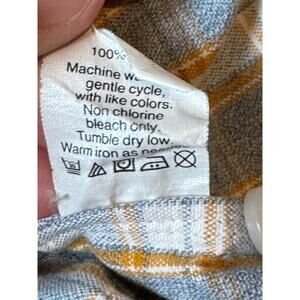 100%
Machine
gentle cycle,
with like colors.
Non chlorine
bleach only.
Tumble dry low
Warm iron as